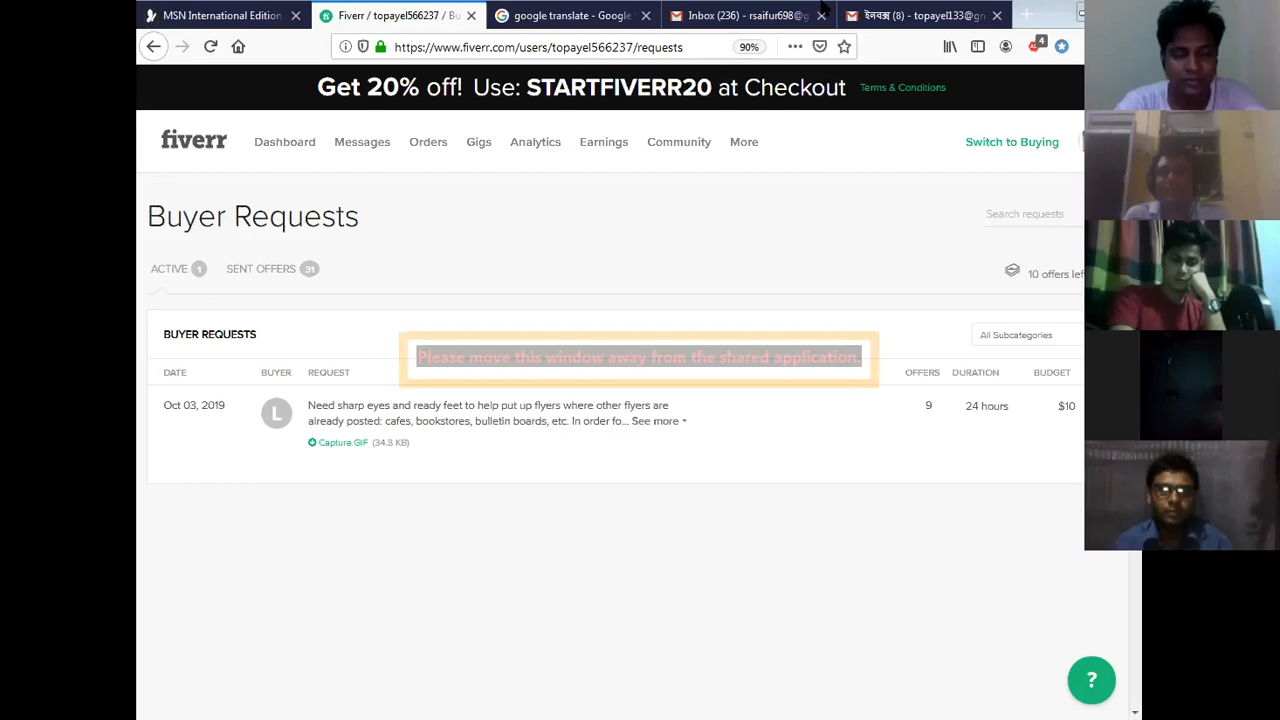 MSN International Edition
Fiverr / topayel566237 / Bu
google translate - Google
Inbox (236) - rsaifur698@g
ইনবক্স (8) - topayel133@gm
https://www.fiverr.com/users/topayel566237/requests
90%
4
Get 20% off! Use: STARTFIVERR20 at Checkout
Terms & Conditions
fiverr
Dashboard
Messages
Orders
Gigs
Analytics
Earnings
Community
More
Switch to Buying
Buyer Requests
Search requests
ACTIVE 1
SENT OFFERS 31
10 offers lef
BUYER REQUESTS
All Subcategories
Please move this window away from the shared application.
DATE
BUYER
REQUEST
OFFERS
DURATION
BUDGET
Oct 03, 2019
L
Need sharp eyes and ready feet to help put up flyers where other flyers are
already posted: cafes, bookstores, bulletin boards, etc. In order fo... See more
9
24 hours
$10
Capture.GIF (34.8 KB)
?